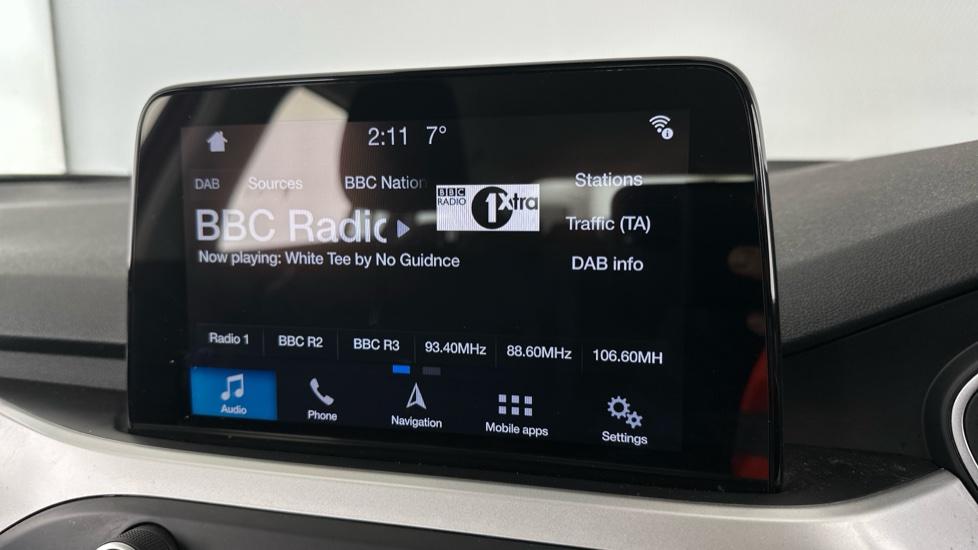 2:11 7°
DAB Sources BBC Nation Stations
BBC RADIO 1Xtra
BBC Radic Traffic (TA)
Now playing: White Tee by No Guidnce DAB info
Radio 1 BBC R2 BBC R3 93.40MHz 88.60MHz 106.60MH
Audio Phone Navigation Mobile apps Settings